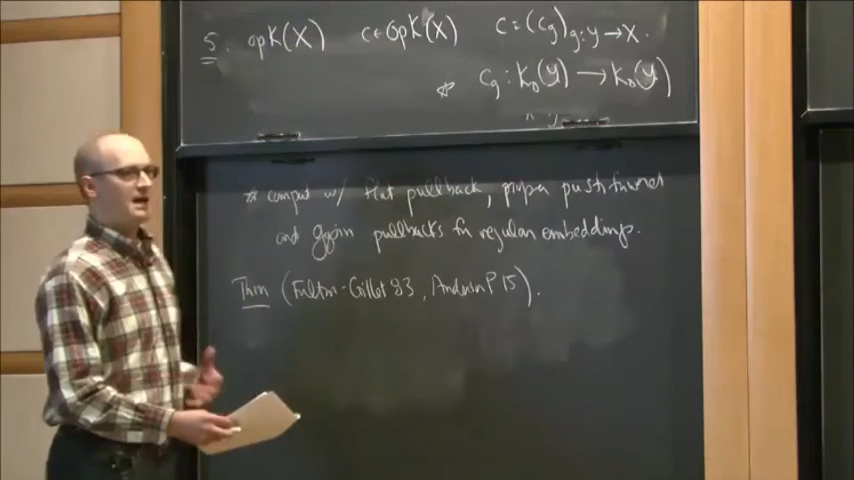 5. opK(X) c ∈ opK(X) c = (c_g)_{g: Y → X}.
* c_g : K_0(Y) → K_0(Y)
* compat w/ flat pullback, proper pushforward
and Gysin pullbacks for regular embeddings.
Thm (Fulton-Gillet 83, Anderson P 15).